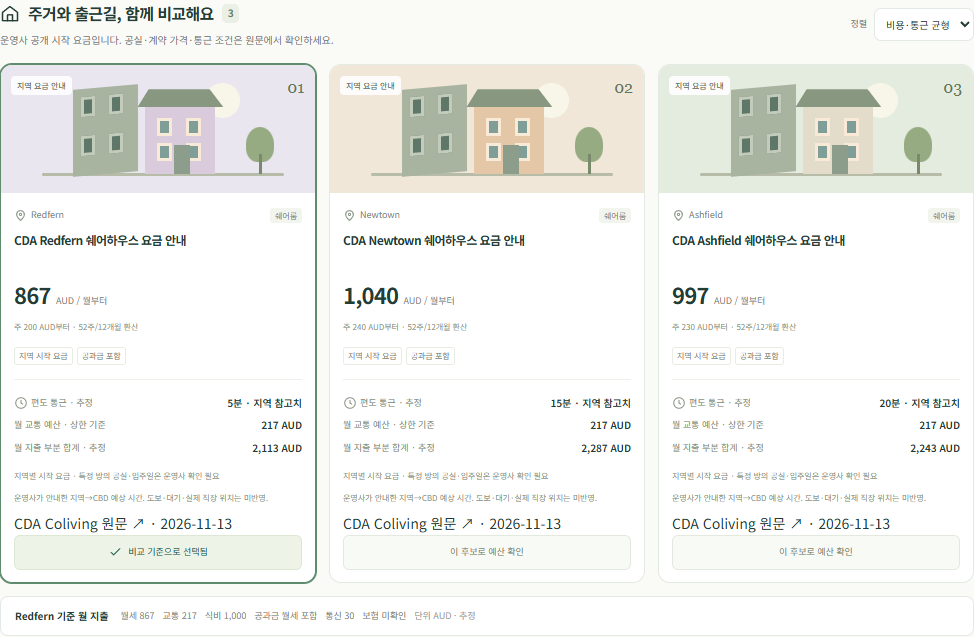 주거와 출근길, 함께 비교해요 3
운영사 공개 시작 요금입니다. 공실·계약 가격·통근 조건은 원문에서 확인하세요.
정렬 비용·통근 균형
지역 요금 안내 01
Redfern 쉐어룸
CDA Redfern 쉐어하우스 요금 안내
867 AUD / 월부터
주 200 AUD부터 · 52주/12개월 환산
지역 시작 요금 공과금 포함
편도 통근 · 추정 5분 · 지역 참고치
월 교통 예산 · 상한 기준 217 AUD
월 지출 부분 합계 · 추정 2,113 AUD
지역별 시작 요금 · 특정 방의 공실·입주일은 운영사 확인 필요
운영사가 안내한 지역→CBD 예상 시간. 도보·대기·실제 직장 위치는 미반영.
CDA Coliving 원문 ↗ · 2026-11-13
비교 기준으로 선택됨
지역 요금 안내 02
Newtown 쉐어룸
CDA Newtown 쉐어하우스 요금 안내
1,040 AUD / 월부터
주 240 AUD부터 · 52주/12개월 환산
지역 시작 요금 공과금 포함
편도 통근 · 추정 15분 · 지역 참고치
월 교통 예산 · 상한 기준 217 AUD
월 지출 부분 합계 · 추정 2,287 AUD
지역별 시작 요금 · 특정 방의 공실·입주일은 운영사 확인 필요
운영사가 안내한 지역→CBD 예상 시간. 도보·대기·실제 직장 위치는 미반영.
CDA Coliving 원문 ↗ · 2026-11-13
이 후보로 예산 확인
지역 요금 안내 03
Ashfield 쉐어룸
CDA Ashfield 쉐어하우스 요금 안내
997 AUD / 월부터
주 230 AUD부터 · 52주/12개월 환산
지역 시작 요금 공과금 포함
편도 통근 · 추정 20분 · 지역 참고치
월 교통 예산 · 상한 기준 217 AUD
월 지출 부분 합계 · 추정 2,243 AUD
지역별 시작 요금 · 특정 방의 공실·입주일은 운영사 확인 필요
운영사가 안내한 지역→CBD 예상 시간. 도보·대기·실제 직장 위치는 미반영.
CDA Coliving 원문 ↗ · 2026-11-13
이 후보로 예산 확인
Redfern 기준 월 지출 월세 867 교통 217 식비 1,000 공과금 월세 포함 통신 30 보험 미확인 단위 AUD · 추정